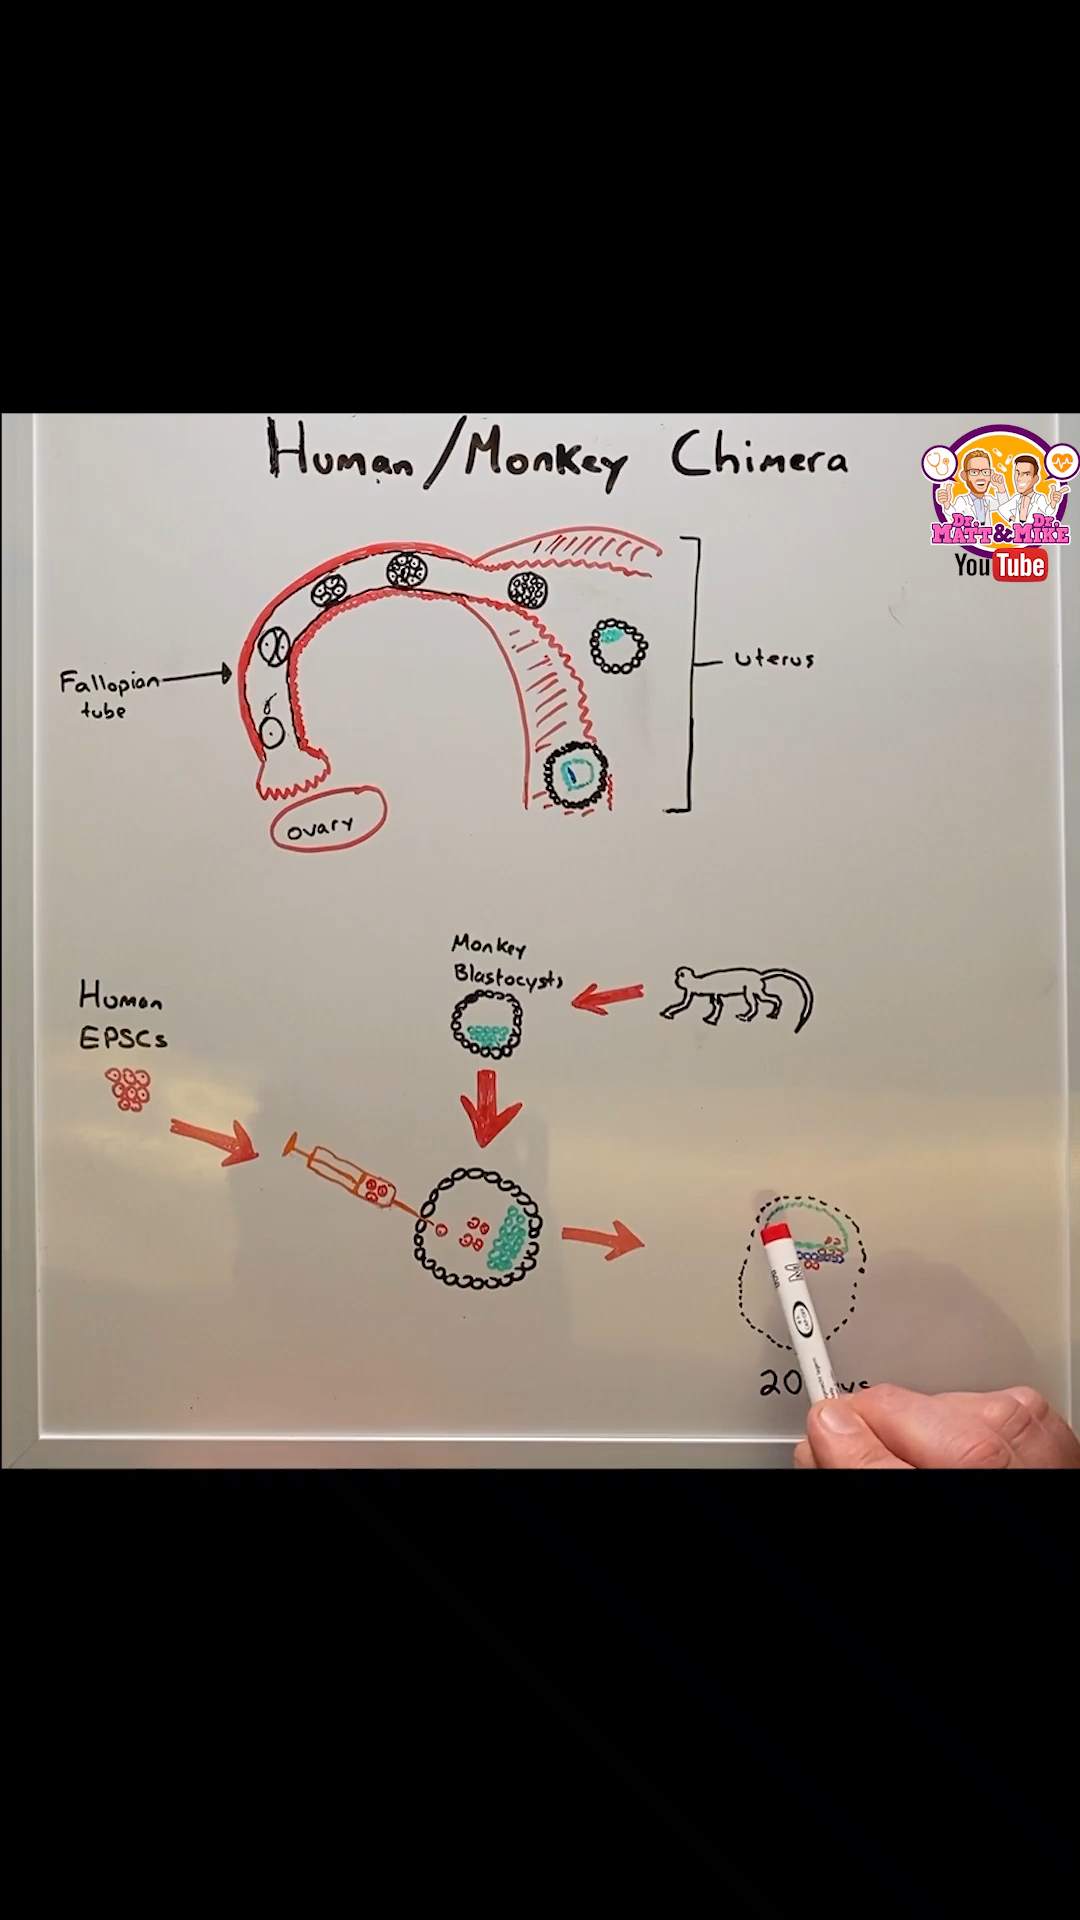 Human/Monkey Chimera
Dr. Dr.
MATT & MIKE
YouTube
Fallopian
tube
uterus
ovary
Monkey
Blastocysts
Human
EPSCs
20